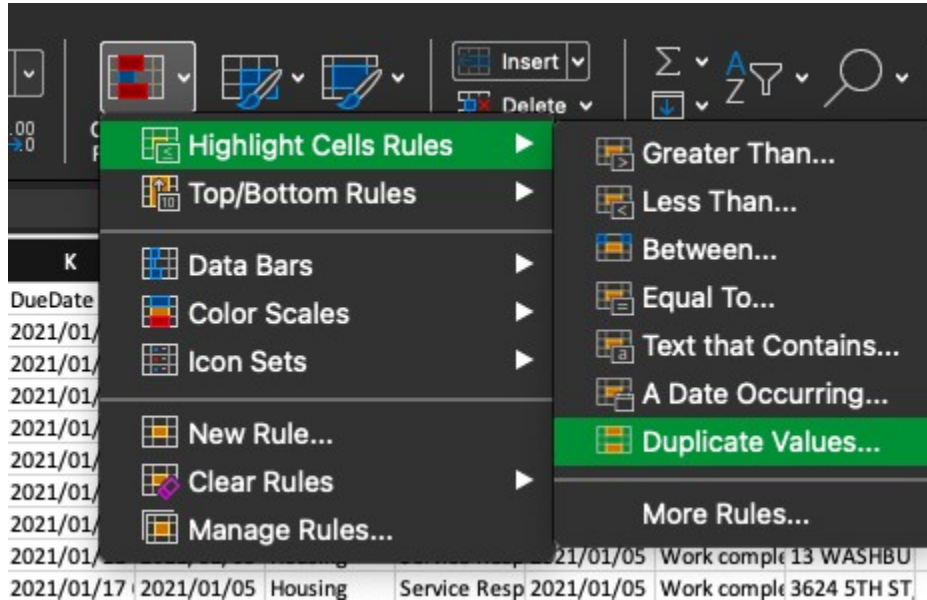 Insert
Delete
.00
.0
Highlight Cells Rules
Top/Bottom Rules
Data Bars
Color Scales
Icon Sets
New Rule...
Clear Rules
Manage Rules...
Greater Than...
Less Than...
Between...
Equal To...
Text that Contains...
A Date Occurring...
Duplicate Values...
More Rules...
K
DueDate
2021/01/
2021/01/
2021/01/
2021/01/
2021/01/
2021/01/
2021/01/
2021/01/ 2021/01/05 Work comple 13 WASHBU
2021/01/17 2021/01/05 Housing Service Resp 2021/01/05 Work comple 3624 5TH ST